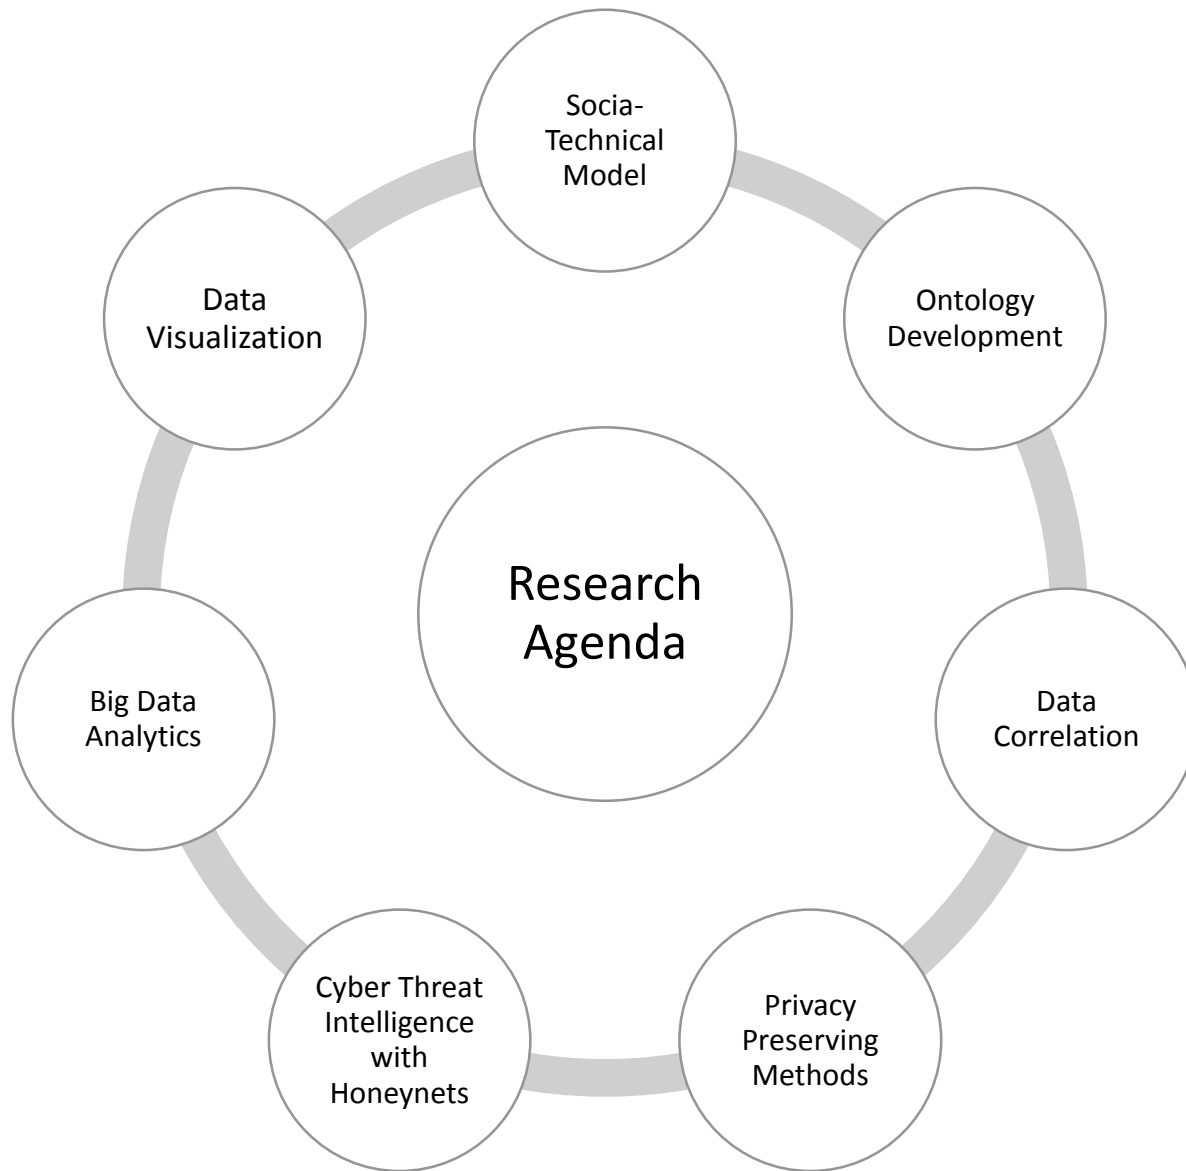 Socia-
Technical
Model
Ontology
Development
Data
Correlation
Privacy
Preserving
Methods
Cyber Threat
Intelligence
with
Honeynets
Big Data
Analytics
Data
Visualization
Research
Agenda